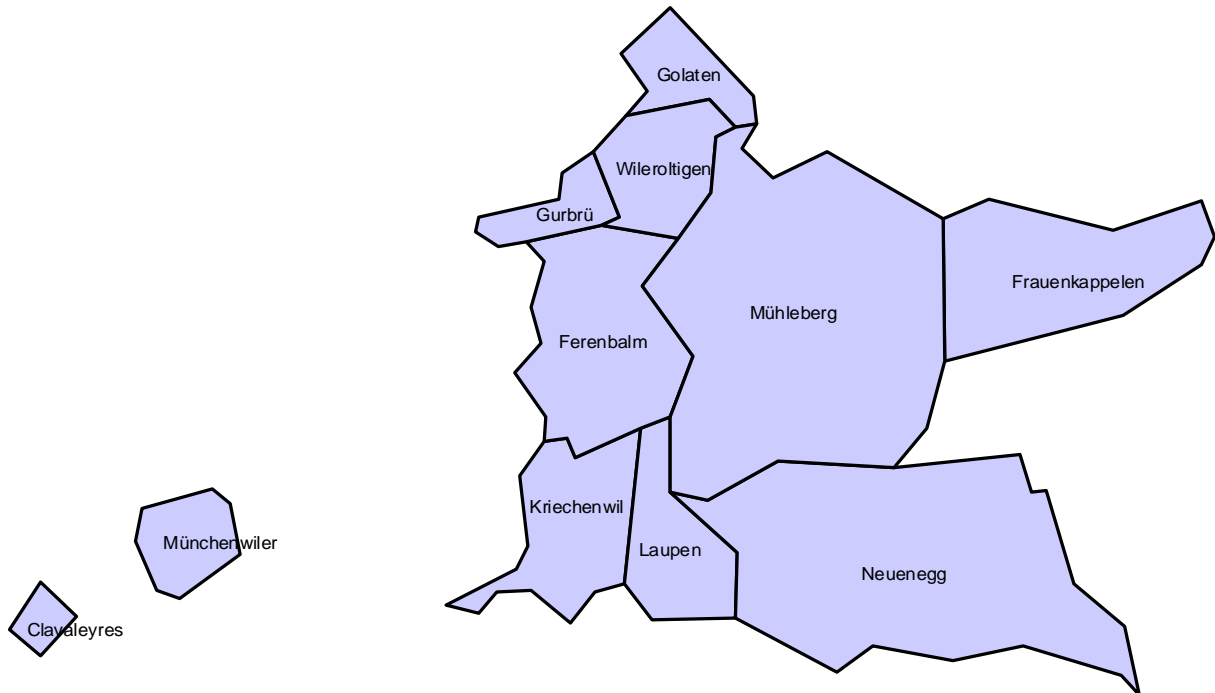 Golaten
Wileroltigen
Gurbrü
Frauenkappelen
Mühleberg
Ferenbalm
Kriechenwil
Münchenwiler
Laupen
Neuenegg
Clavaleyres